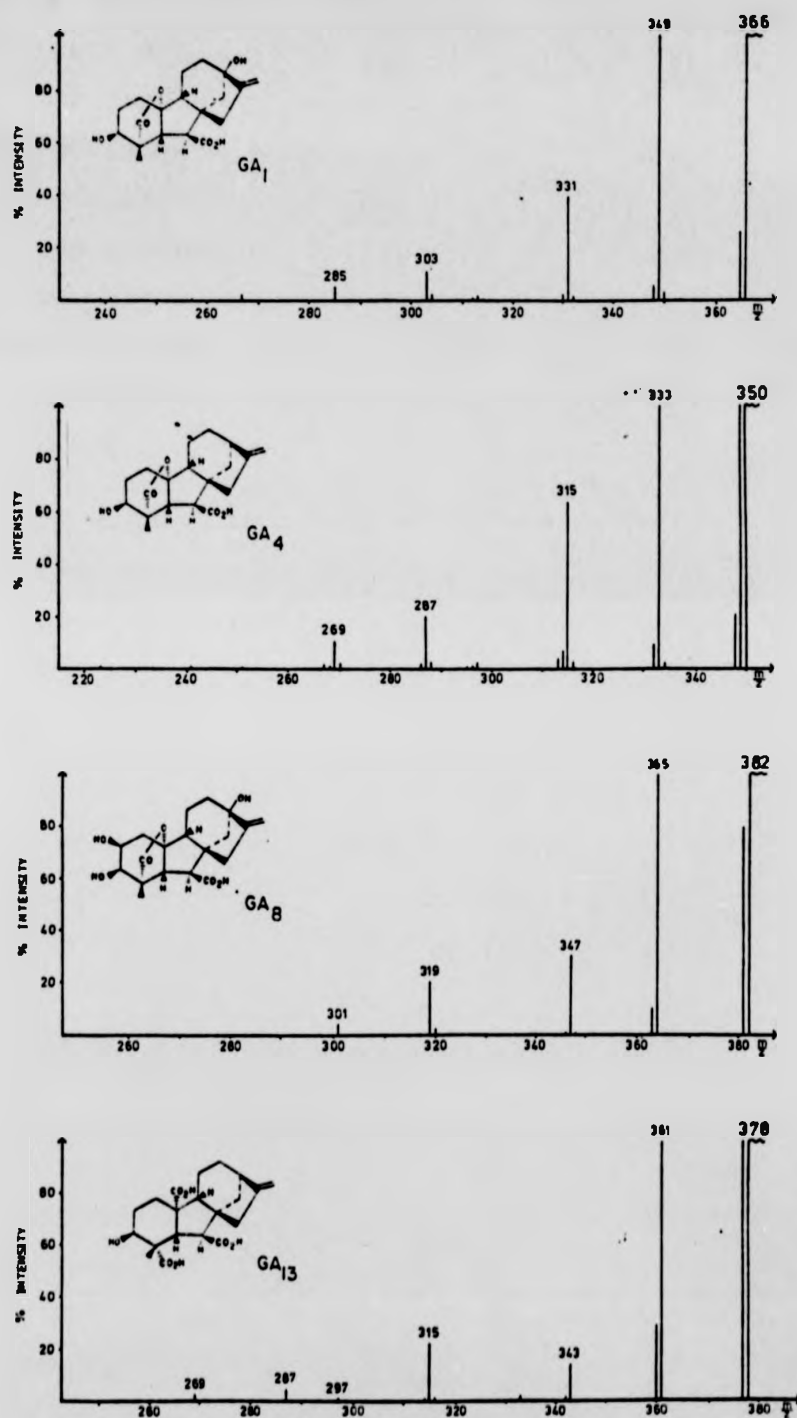 349 366
OH
O
H
80
CO
HO
CO₂H
H H
60
GA₁
% INTENSITY
40
331
20
303
285
240 260 280 300 320 340 360 m/z
333 350
80
O
H
CO
HO
CO₂H
H H
60
315
GA₄
% INTENSITY
40
287
20
269
220 240 260 280 300 320 340 m/z
365 382
OH
80
HO
H
CO
HO
CO₂H
H H
60
GA₈
% INTENSITY
40
347
20
319
301
260 280 300 320 340 360 380 m/z
361 378
CO₂H H
80
HO
CO₂H
H H
CO₂H
60
GA₁₃
% INTENSITY
40
315
20
343
269 287 297
260 280 300 320 340 360 380 m/z